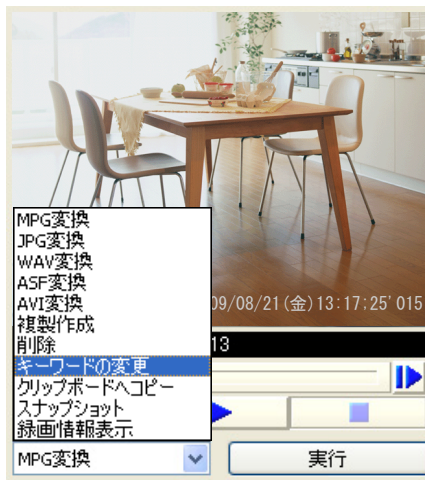 MPG変換
JPG変換
WAV変換
ASF変換
AVI変換
09/08/21(金)13:17:25'015
複製作成
削除
13
キーワードの変更
クリップボードへコピー
スナップショット
録画情報表示
MPG変換
実行